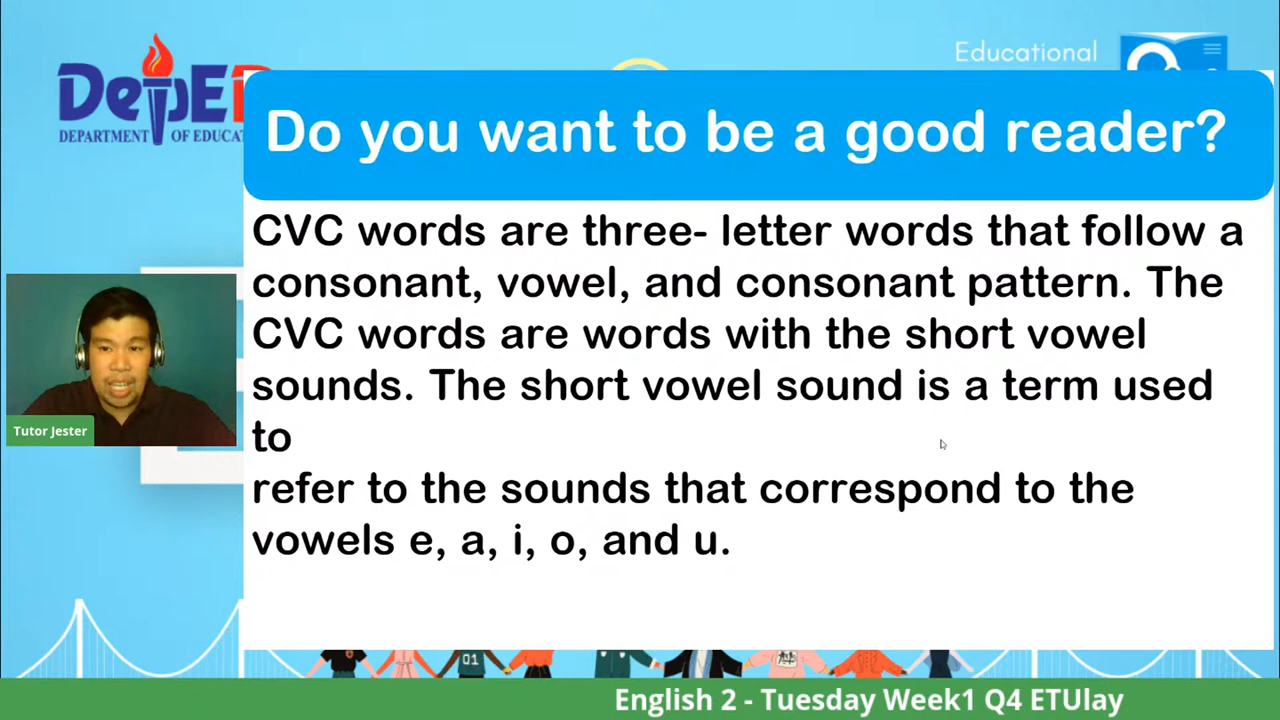 DepED
DEPARTMENT OF EDUCAT
Educational
Do you want to be a good reader?
CVC words are three- letter words that follow a
consonant, vowel, and consonant pattern. The
CVC words are words with the short vowel
sounds. The short vowel sound is a term used
to
refer to the sounds that correspond to the
vowels e, a, i, o, and u.
Tutor Jester
01
English 2 - Tuesday Week1 Q4 ETUlay